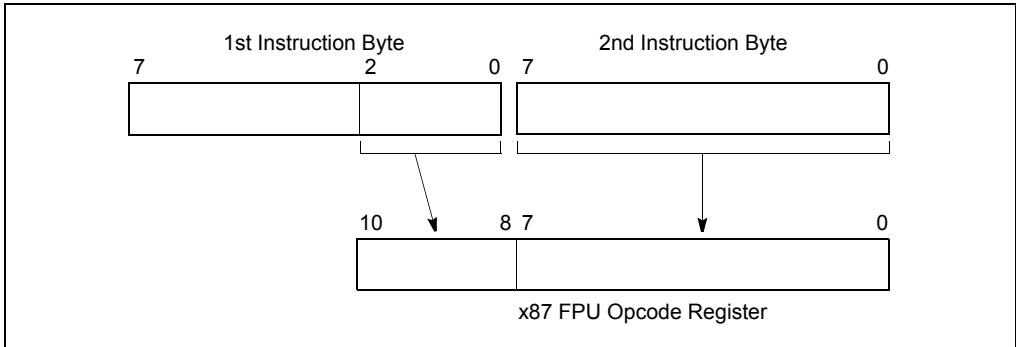 1st Instruction Byte 2nd Instruction Byte
7 2 0 7 0
10 8 7 0
x87 FPU Opcode Register